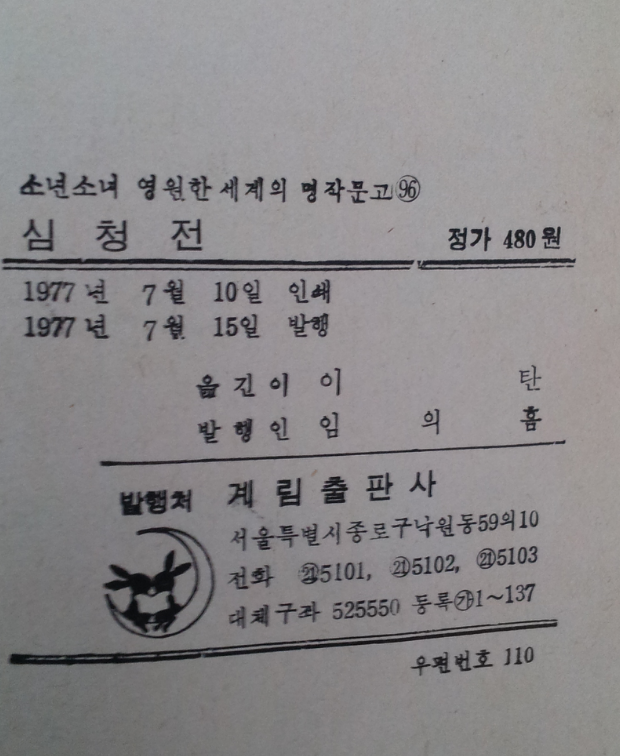 소년소녀 영원한 세계의 명작문고 ㊱96
심 청 전 정가 480원
1977년 7월 10일 인쇄
1977년 7월 15일 발행
옮긴이 이 탄
발행인 임 의 흠
발행처 계림출판사
서울특별시종로구낙원동59의10
전화 ㉑5101, ㉑5102, ㉑5103
대체구좌 525550 등록㉮1~137
우편번호 110